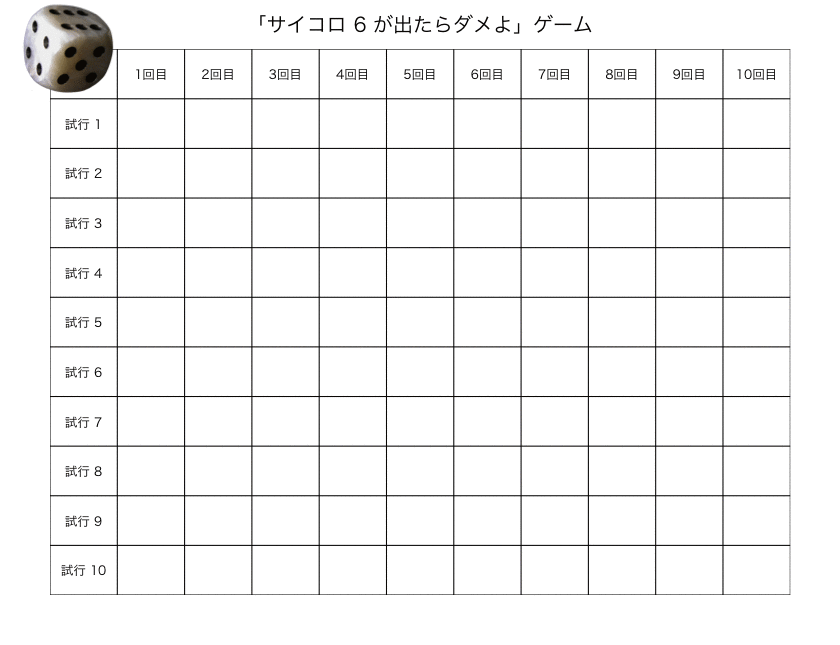 「サイコロ 6 が出たらダメよ」ゲーム
1回目 2回目 3回目 4回目 5回目 6回目 7回目 8回目 9回目 10回目
試行 1
試行 2
試行 3
試行 4
試行 5
試行 6
試行 7
試行 8
試行 9
試行 10